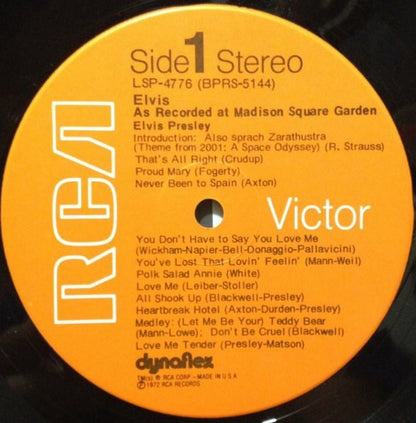 Side 1 Stereo
LSP-4776 (BPRS-5144)
Elvis
As Recorded at Madison Square Garden
Elvis Presley
Introduction: Also sprach Zarathustra
(Theme from 2001: A Space Odyssey) (R. Strauss)
That's All Right (Crudup)
Proud Mary (Fogerty)
Never Been to Spain (Axton)
RCA
Victor
You Don't Have to Say You Love Me
(Wickham-Napier-Bell-Donaggio-Pallavicini)
You've Lost That Lovin' Feelin' (Mann-Weil)
Polk Salad Annie (White)
Love Me (Leiber-Stoller)
All Shook Up (Blackwell-Presley)
Heartbreak Hotel (Axton-Durden-Presley)
Medley: (Let Me Be Your) Teddy Bear
(Mann-Lowe); Don't Be Cruel (Blackwell)
Love Me Tender (Presley-Matson)
dynaflex
TM(s) ® RCA CORP - MADE IN U.S.A.
℗ 1972 RCA RECORDS